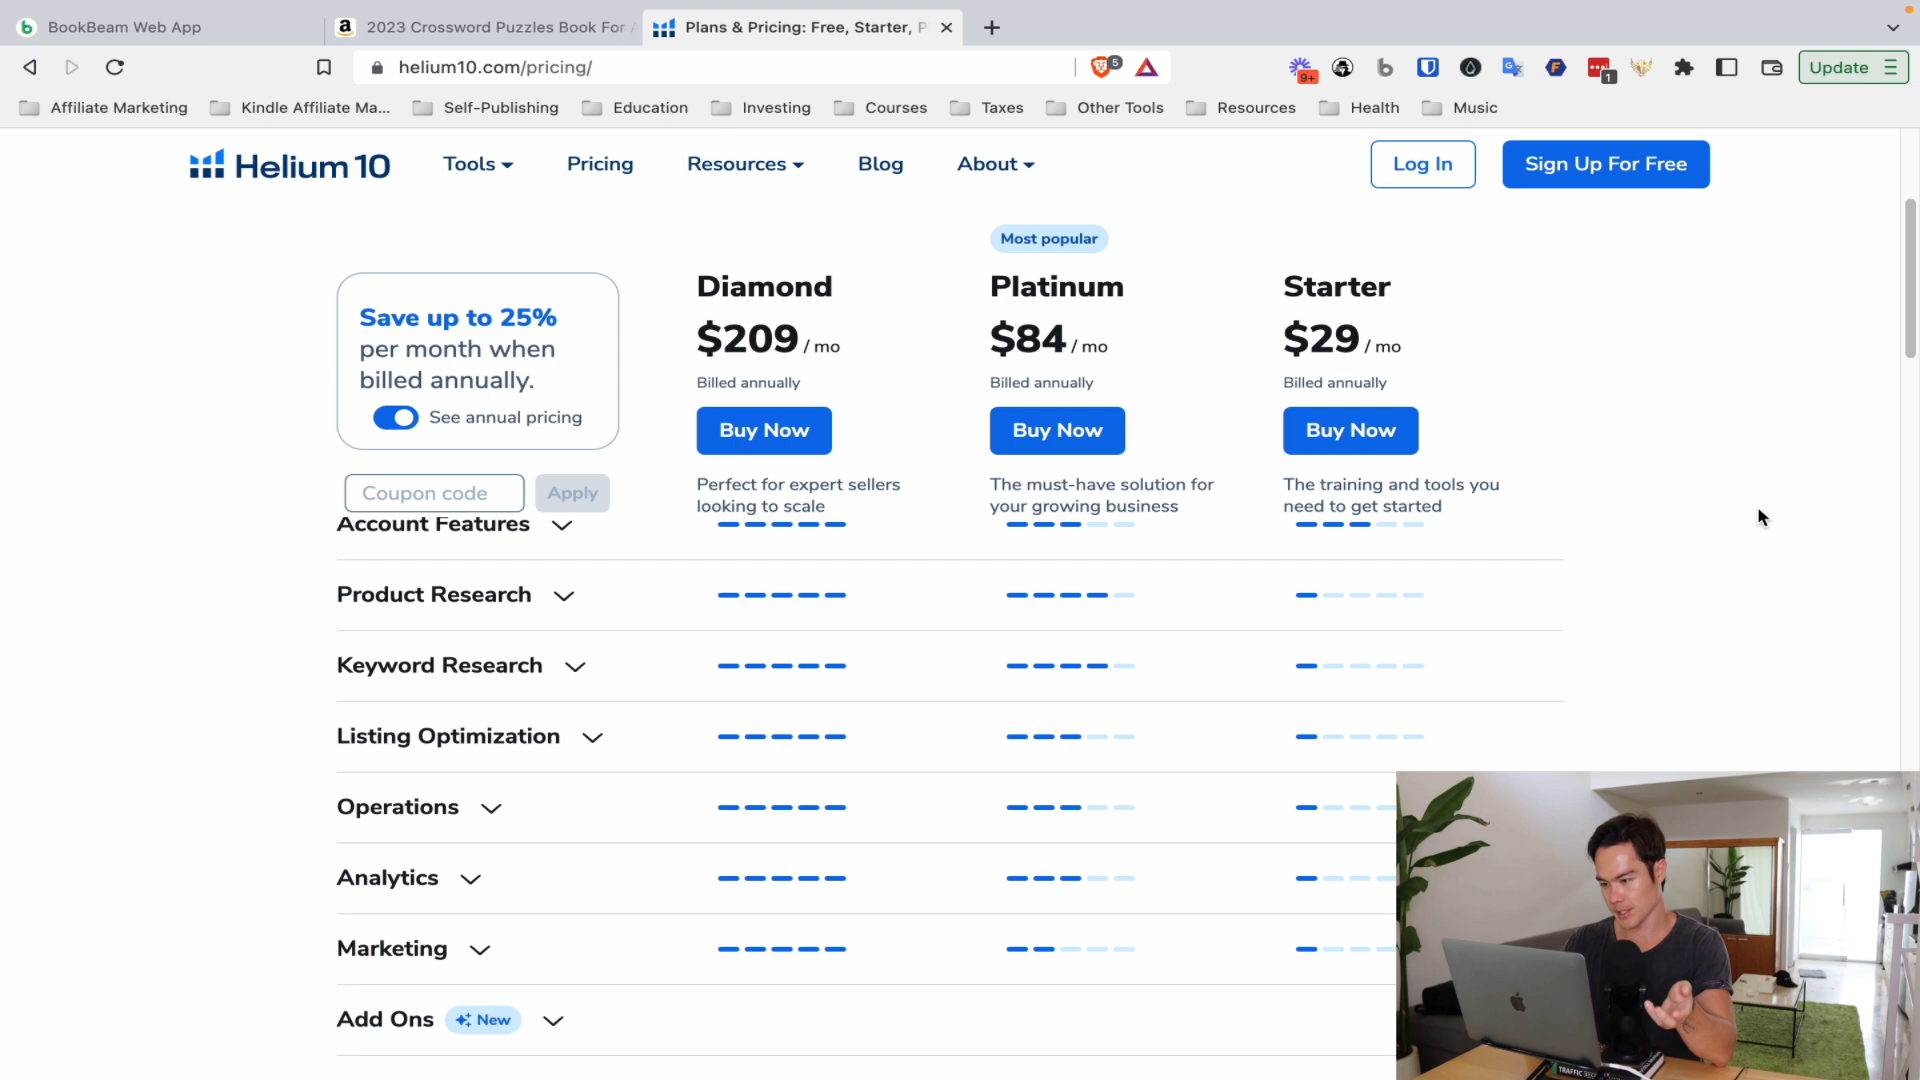 BookBeam Web App
2023 Crossword Puzzles Book For
Plans & Pricing: Free, Starter, P
helium10.com/pricing/
5
9+
1
Update
Affiliate Marketing
Kindle Affiliate Ma...
Self-Publishing
Education
Investing
Courses
Taxes
Other Tools
Resources
Health
Music
Helium 10
Tools
Pricing
Resources
Blog
About
Log In
Sign Up For Free
Save up to 25%
per month when
billed annually.
See annual pricing
Coupon code
Apply
Diamond
$209 / mo
Billed annually
Buy Now
Perfect for expert sellers
looking to scale
Most popular
Platinum
$84 / mo
Billed annually
Buy Now
The must-have solution for
your growing business
Starter
$29 / mo
Billed annually
Buy Now
The training and tools you
need to get started
Account Features
Product Research
Keyword Research
Listing Optimization
Operations
Analytics
Marketing
Add Ons New
TRAFFIC